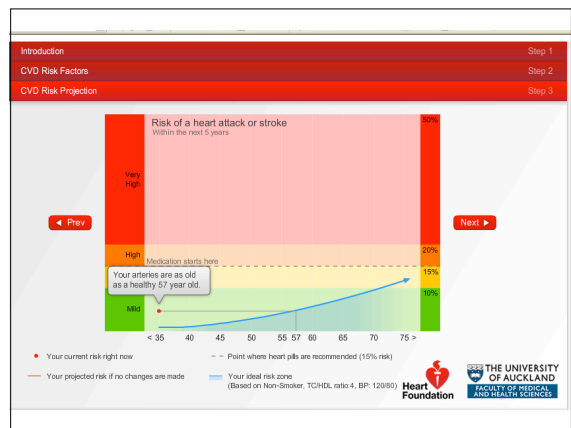 Introduction Step 1
CVD Risk Factors Step 2
CVD Risk Projection Step 3
Risk of a heart attack or stroke
Within the next 5 years
50%
Very
High
◄ Prev
Next ►
High
20%
Medication starts here
15%
Your arteries are as old
as a healthy 57 year old.
10%
Mild
< 35 40 45 50 55 57 60 65 70 75 >
Your current risk right now
Point where heart pills are recommended (15% risk)
Your projected risk if no changes are made
Your ideal risk zone
(Based on Non-Smoker, TC/HDL ratio:4, BP: 120/80)
Heart
Foundation
THE UNIVERSITY
OF AUCKLAND
FACULTY OF MEDICAL
AND HEALTH SCIENCES